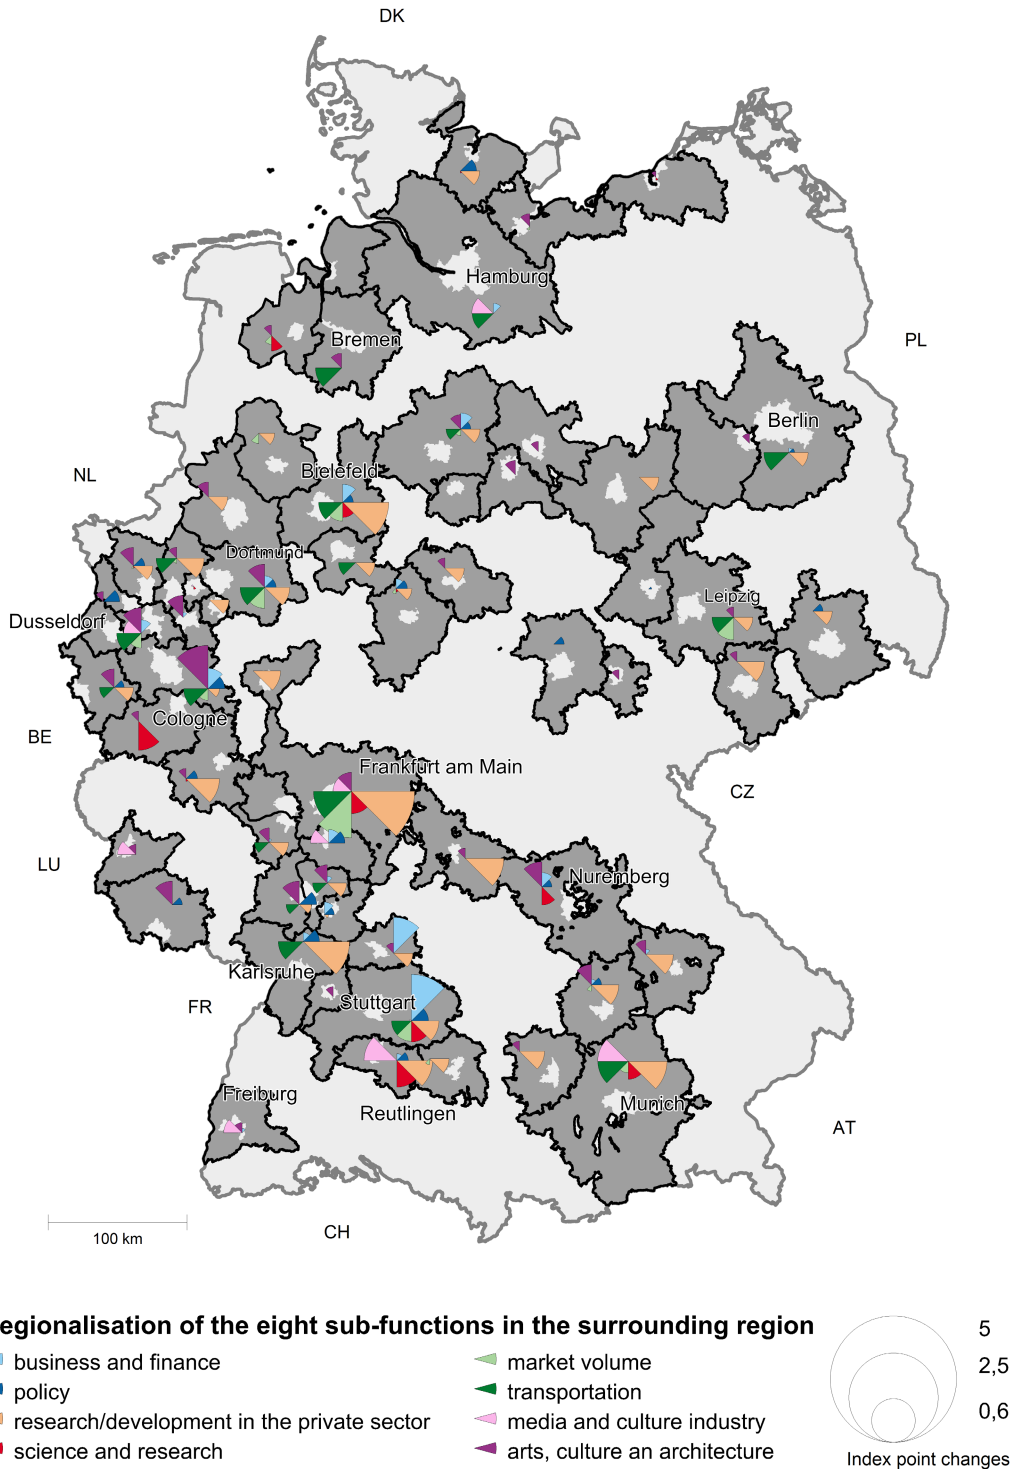 DK
Hamburg
Bremen
PL
Berlin
NL
Bielefeld
Dortmund
Leipzig
Dusseldorf
Cologne
BE
Frankfurt am Main
CZ
LU
Nuremberg
Karlsruhe
FR
Stuttgart
Freiburg
Reutlingen
Munich
AT
CH
100 km
egionalisation of the eight sub-functions in the surrounding region
business and finance
policy
research/development in the private sector
science and research
market volume
transportation
media and culture industry
arts, culture an architecture
5
2,5
0,6
Index point changes